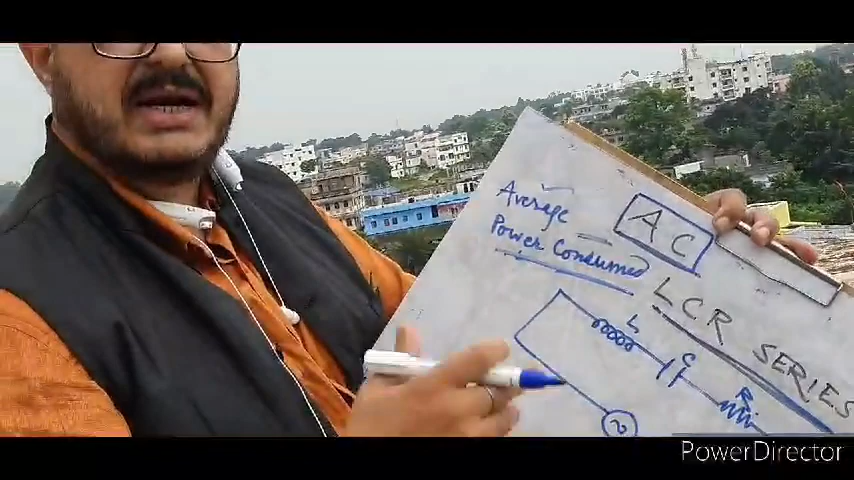 Average
Power Consumed
AC
LCR SERIES
L
C
R
~
PowerDirector